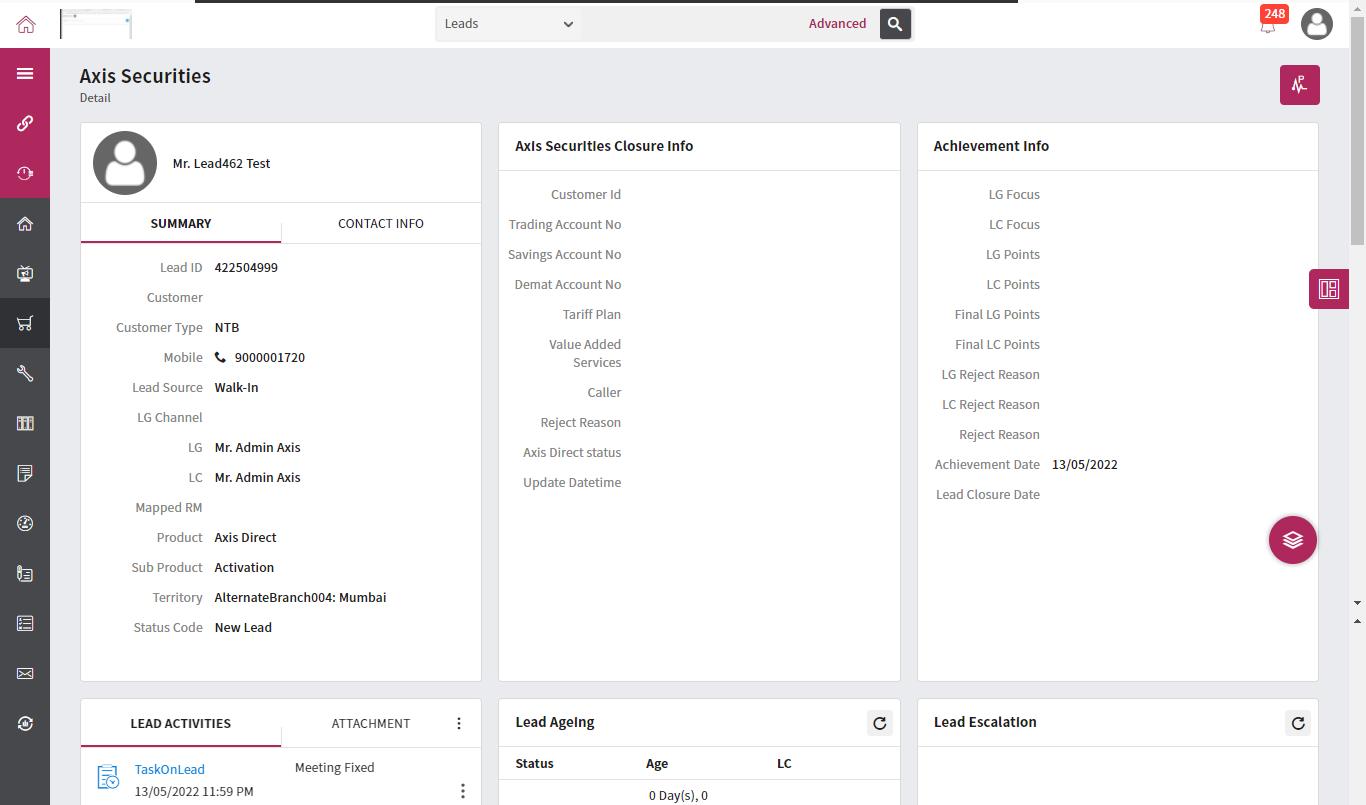 Leads
Advanced
248
Axis Securities
Detail
Mr. Lead462 Test
SUMMARY
CONTACT INFO
Lead ID 422504999
Customer
Customer Type NTB
Mobile 9000001720
Lead Source Walk-In
LG Channel
LG Mr. Admin Axis
LC Mr. Admin Axis
Mapped RM
Product Axis Direct
Sub Product Activation
Territory AlternateBranch004: Mumbai
Status Code New Lead
Axis Securities Closure Info
Customer Id
Trading Account No
Savings Account No
Demat Account No
Tariff Plan
Value Added
Services
Caller
Reject Reason
Axis Direct status
Update Datetime
Achievement Info
LG Focus
LC Focus
LG Points
LC Points
Final LG Points
Final LC Points
LG Reject Reason
LC Reject Reason
Reject Reason
Achievement Date 13/05/2022
Lead Closure Date
LEAD ACTIVITIES
ATTACHMENT
TaskOnLead Meeting Fixed
13/05/2022 11:59 PM
Lead Ageing
Status Age LC
0 Day(s), 0
Lead Escalation